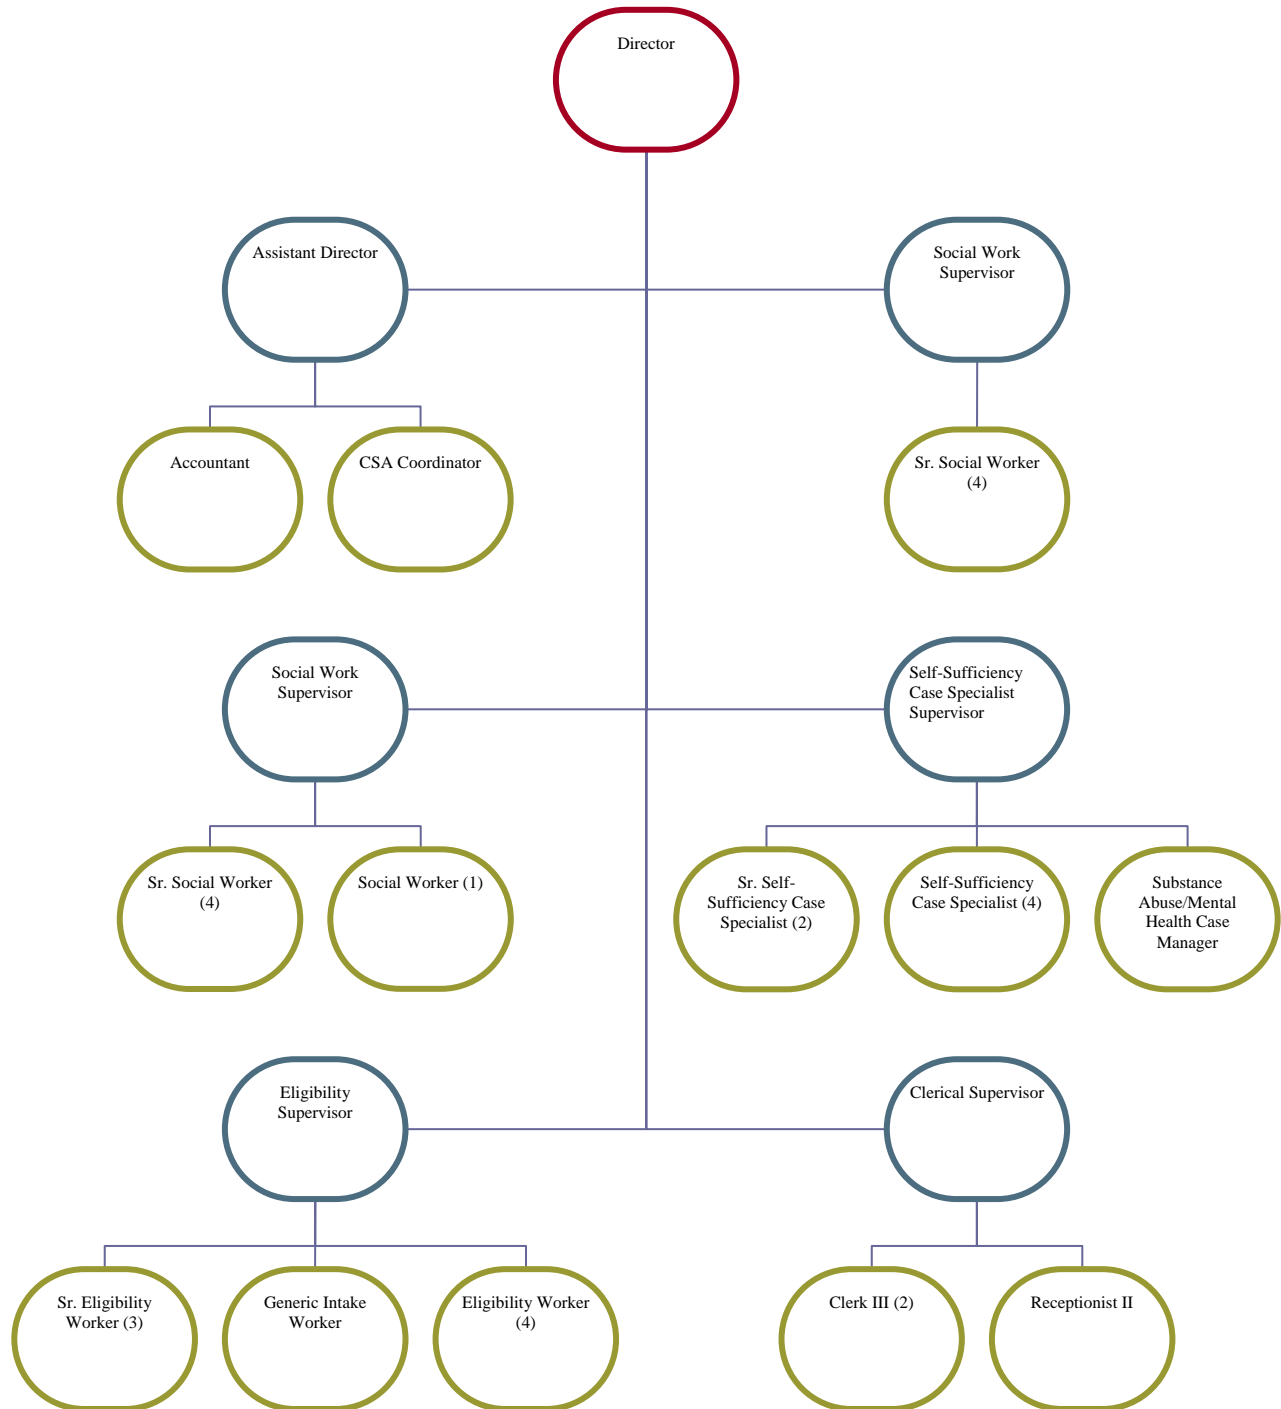 Director
Assistant Director
Social Work
Supervisor
Accountant
CSA Coordinator
Sr. Social Worker
(4)
Social Work
Supervisor
Self-Sufficiency
Case Specialist
Supervisor
Sr. Social Worker
(4)
Social Worker (1)
Sr. Self-
Sufficiency Case
Specialist (2)
Self-Sufficiency
Case Specialist (4)
Substance
Abuse/Mental
Health Case
Manager
Eligibility
Supervisor
Clerical Supervisor
Sr. Eligibility
Worker (3)
Generic Intake
Worker
Eligibility Worker
(4)
Clerk III (2)
Receptionist II